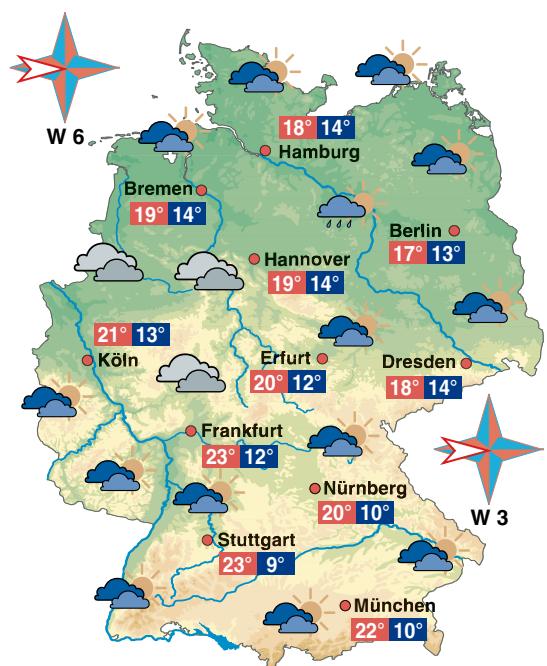 W 6
18° 14°
Hamburg
Bremen
19° 14°
Berlin
17° 13°
Hannover
19° 14°
21° 13°
Köln
Erfurt
20° 12°
Dresden
18° 14°
Frankfurt
23° 12°
Nürnberg
20° 10°
W 3
Stuttgart
23° 9°
München
22° 10°